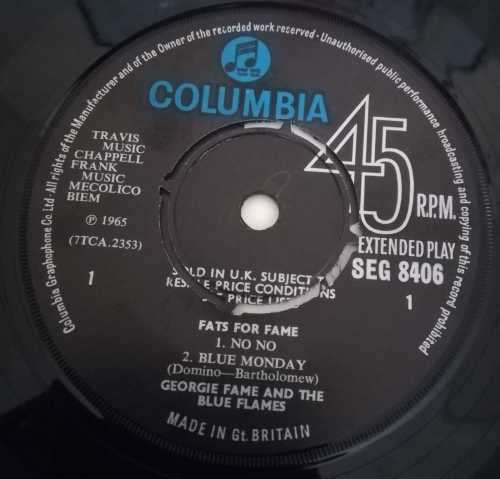 Columbia Graphophone Co Ltd · All rights of the Manufacturer and of the Owner of the recorded work reserved · Unauthorised public performance broadcasting and copying of this record prohibited
COLUMBIA
45
R.P.M.
EXTENDED PLAY
SEG 8406
TRAVIS
MUSIC
CHAPPELL
FRANK
MUSIC
MECOLICO
BIEM
℗ 1965
(7TCA.2353)
1
1
SOLD IN U.K. SUBJECT
PRICE CONDITIONS
PRICE
FATS FOR FAME
1. NO NO
2. BLUE MONDAY
(Domino—Bartholomew)
GEORGIE FAME AND THE
BLUE FLAMES
MADE IN Gt. BRITAIN